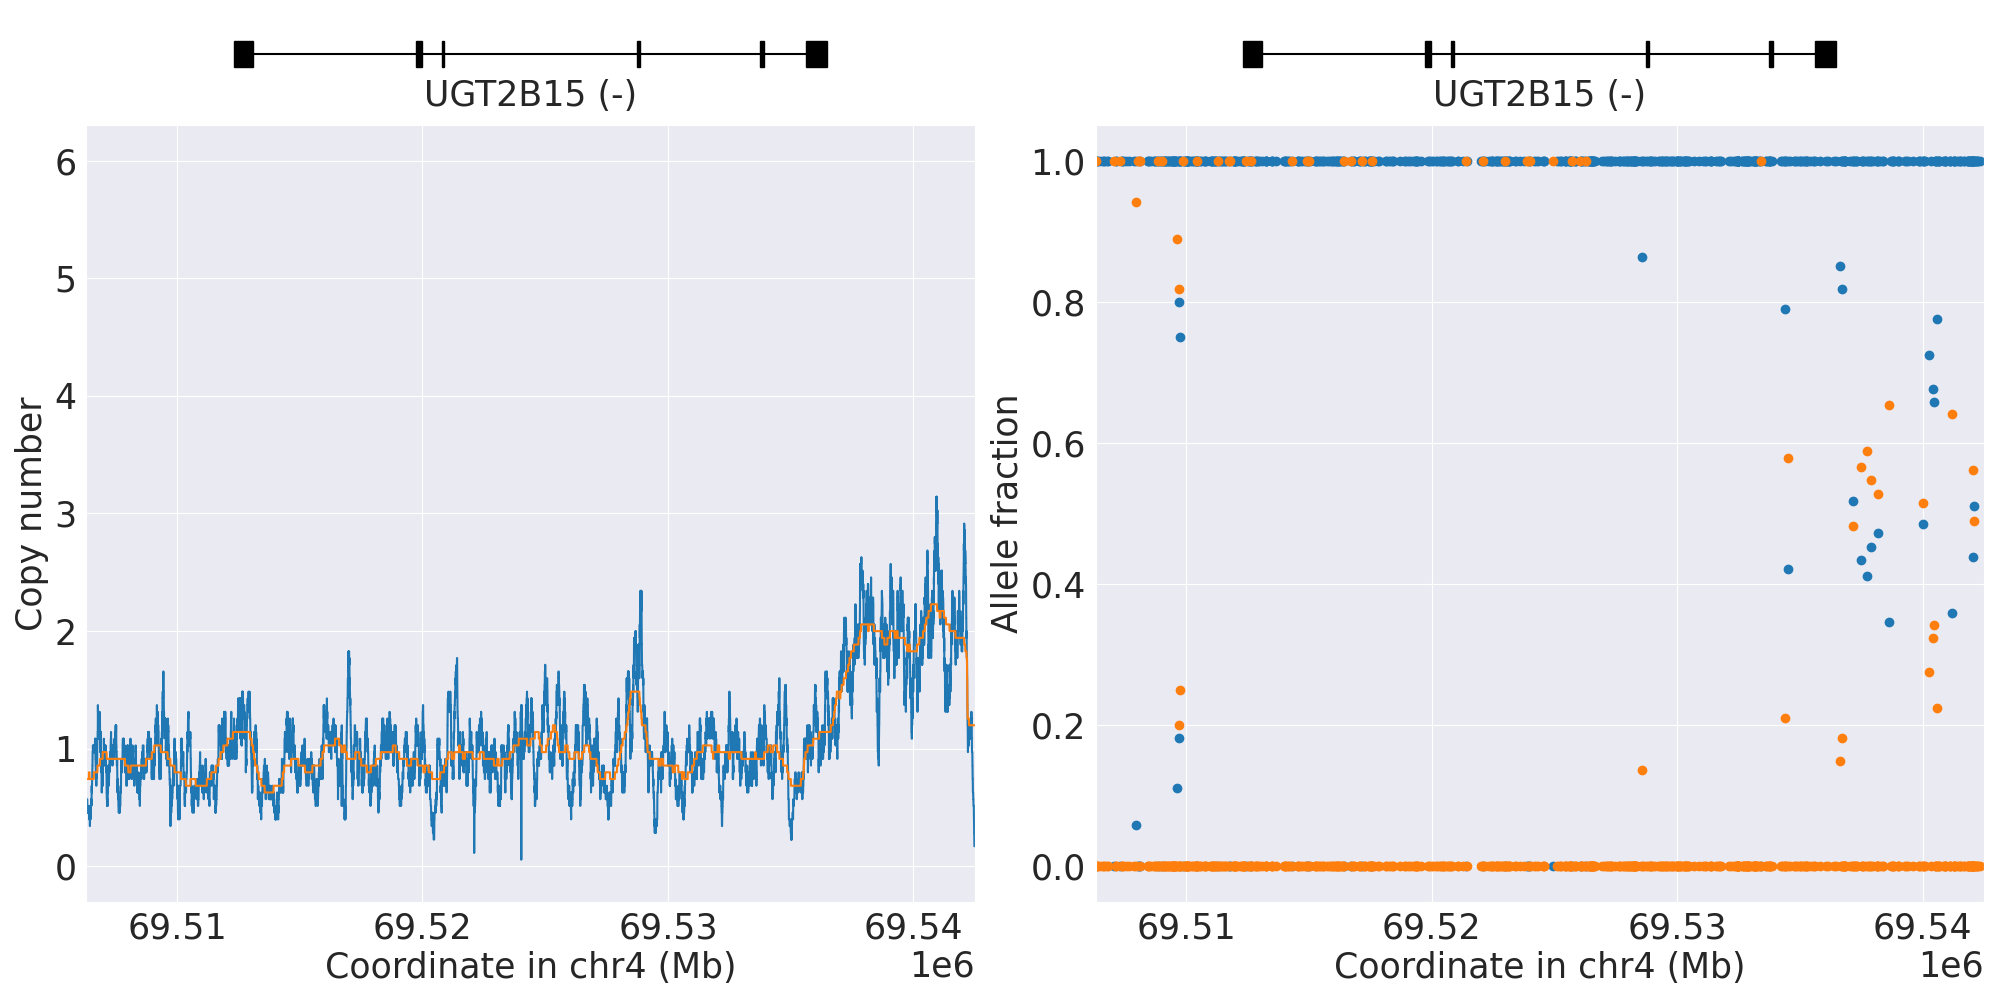 UGT2B15 (-)
6
5
4
3
2
1
0
Copy number
69.51 69.52 69.53 69.54
Coordinate in chr4 (Mb)
1e6
UGT2B15 (-)
1.0
0.8
0.6
0.4
0.2
0.0
Allele fraction
69.51 69.52 69.53 69.54
Coordinate in chr4 (Mb)
1e6